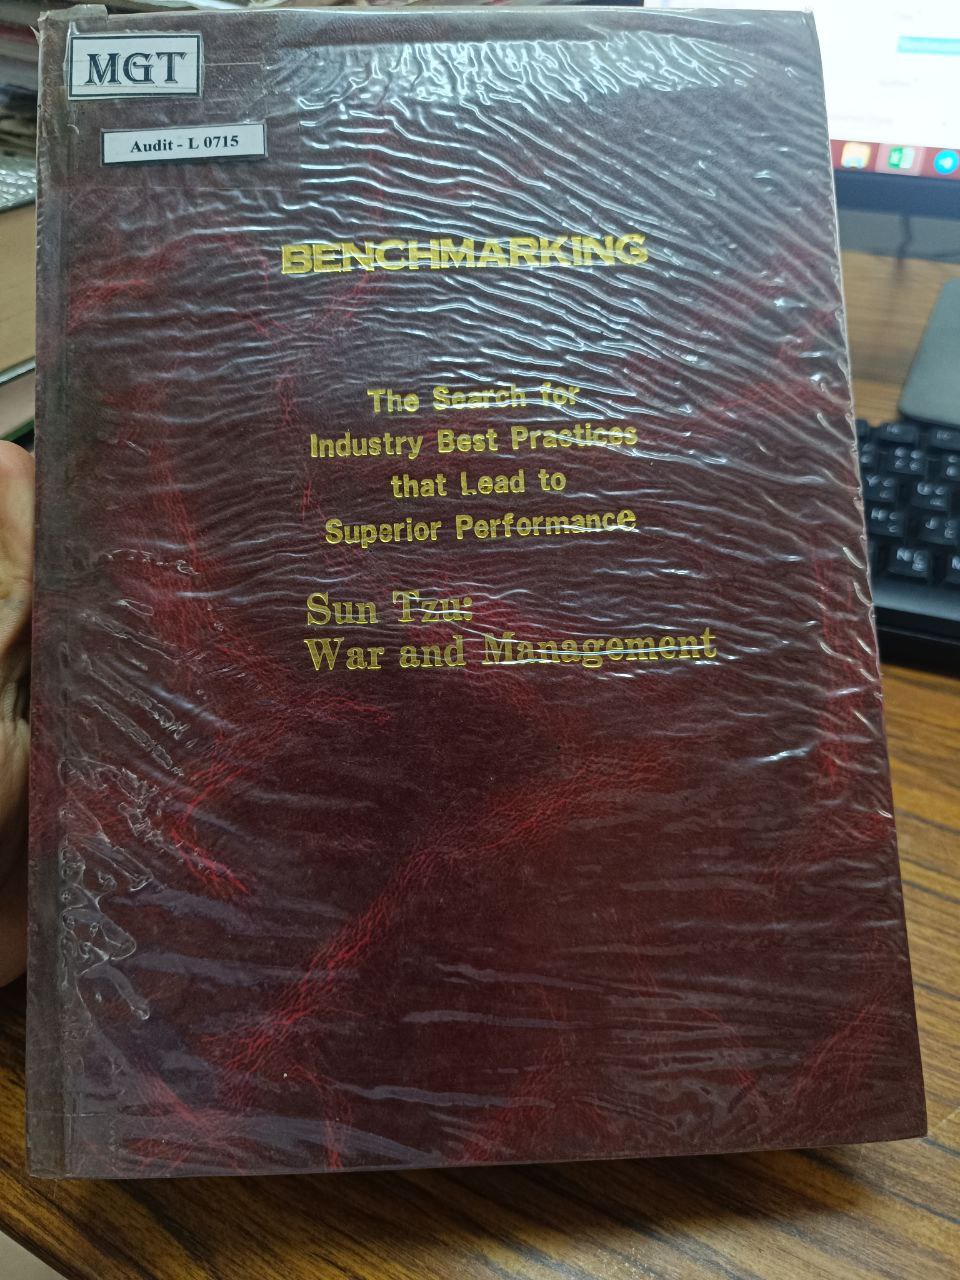 MGT
Audit - L 0715
BENCHMARKING
The Search for
Industry Best Practices
that Lead to
Superior Performance
Sun Tzu:
War and Management